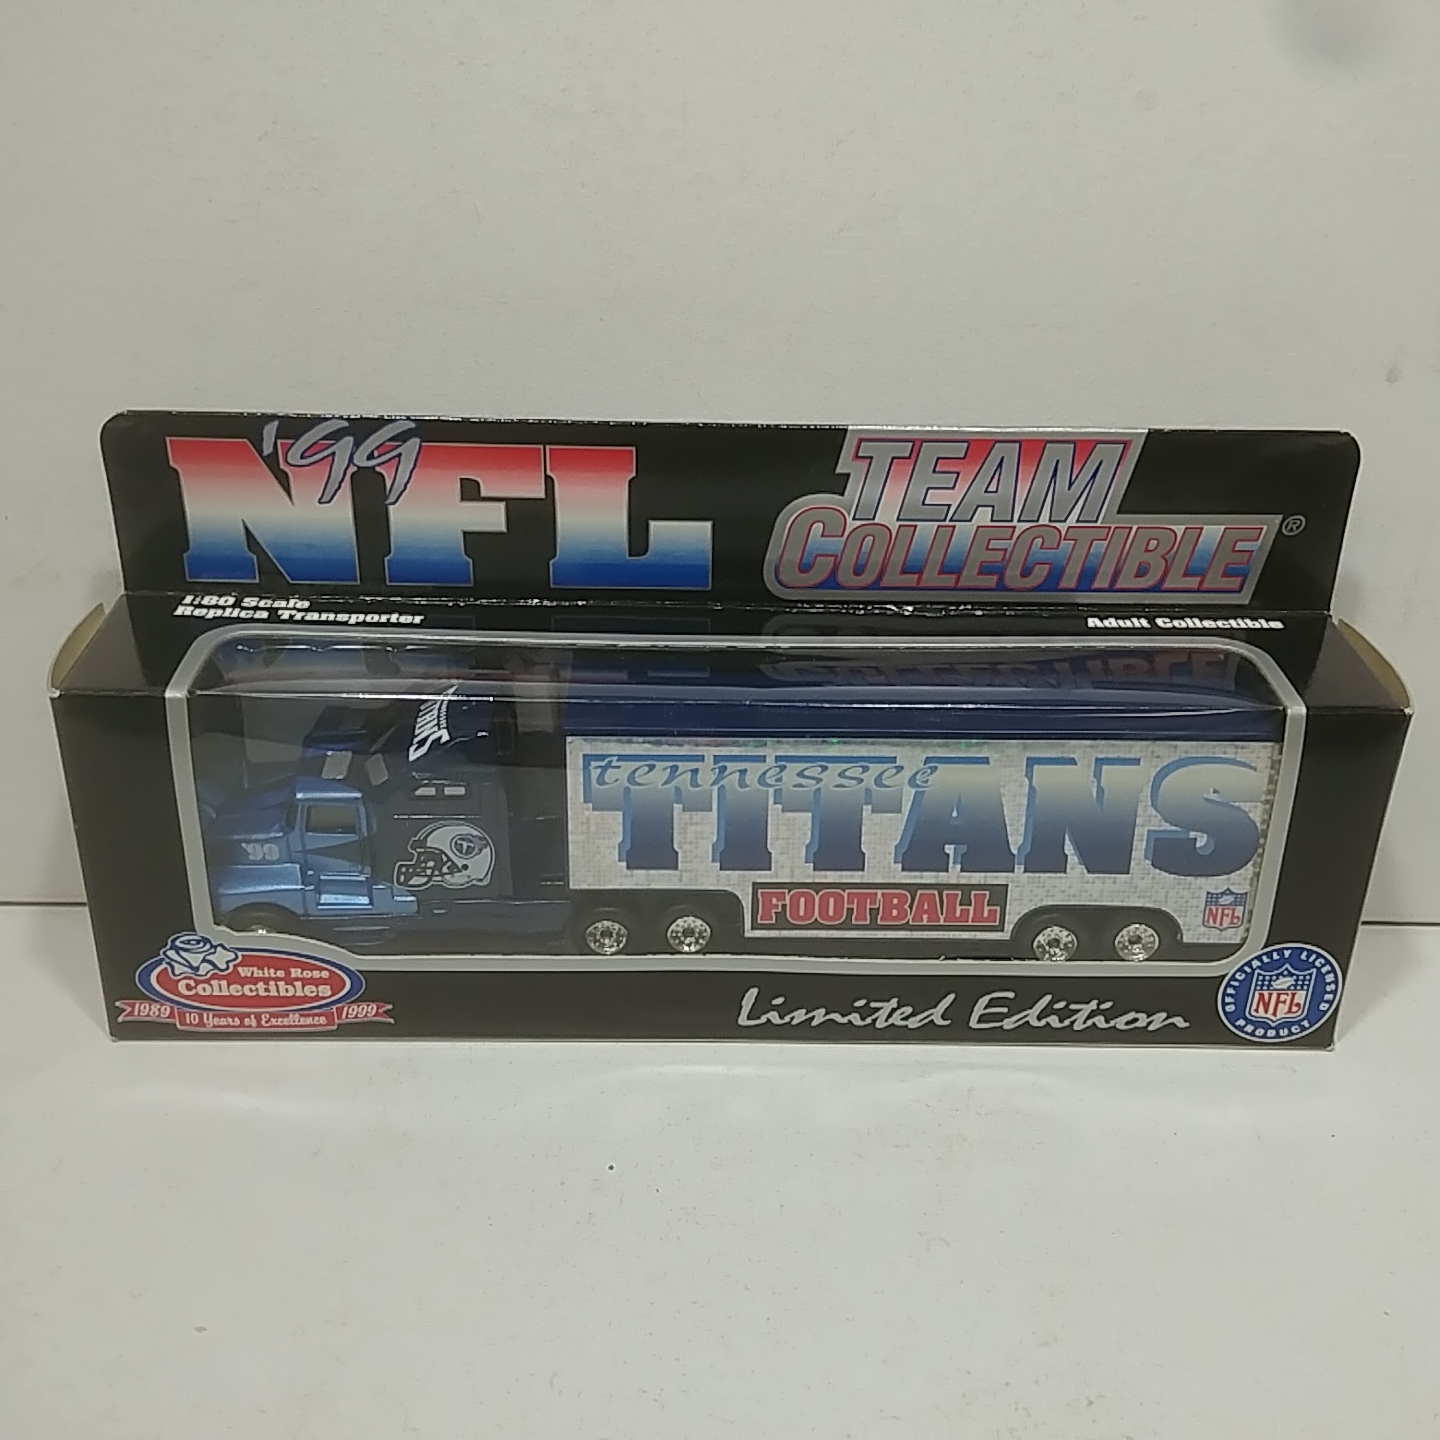 '99
NFL
TEAM
COLLECTIBLE®
1:80 Scale
Replica Transporter
Adult Collectible
TITANS
'99
tennessee
TITANS
FOOTBALL
NFL
White Rose
Collectibles
1989 10 Years of Excellence 1999
Limited Edition
OFFICIALLY LICENSED
NFL
PRODUCT